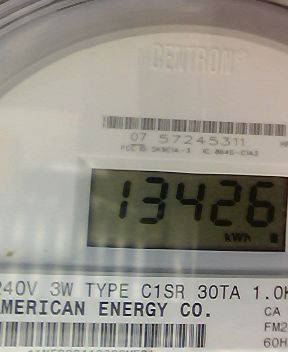 CENTRON
07 57245311
13426
kWh
240V 3W TYPE C1SR 30TA 1.0K
AMERICAN ENERGY CO.
CA
FM2
60H